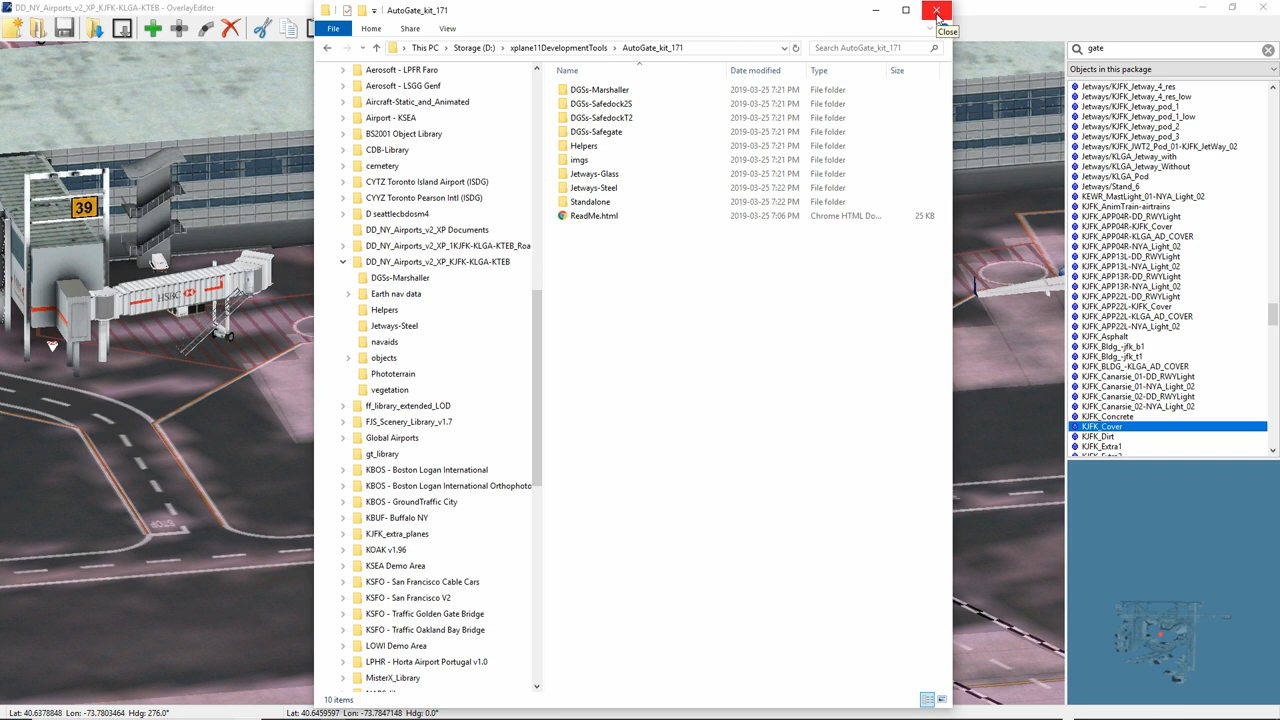 DD_NY_Airports_v2_XP_KJFK-KLGA-KTEB - OverlayEditor
AutoGate_kit_171
Close
File
Home
Share
View
This PC
Storage (D:)
xplane11DevelopmentTools
AutoGate_kit_171
Search AutoGate_kit_171
Aerosoft - LPFR Faro
Aerosoft - LSGG Genf
Aircraft-Static_and_Animated
Airport - KSEA
BS2001 Object Library
CDB-Library
cemetery
CYTZ Toronto Island Airport (ISDG)
CYYZ Toronto Pearson Intl (ISDG)
D seattlecbdosm4
DD_NY_Airports_v2_XP Documents
DD_NY_Airports_v2_XP_1KJFK-KLGA-KTEB_Roa
DD_NY_Airports_v2_XP_KJFK-KLGA-KTEB
DGSs-Marshaller
Earth nav data
Helpers
Jetways-Steel
navaids
objects
Phototerrain
vegetation
ff_library_extended_LOD
FJS_Scenery_Library_v1.7
Global Airports
gt_library
KBOS - Boston Logan International
KBOS - Boston Logan International Orthophoto
KBOS - GroundTraffic City
KBUF- Buffalo NY
KJFK_extra_planes
KOAK v1.96
KSEA Demo Area
KSFO - San Francisco Cable Cars
KSFO - San Francisco V2
KSFO - Traffic Golden Gate Bridge
KSFO - Traffic Oakland Bay Bridge
LOWI Demo Area
LPHR - Horta Airport Portugal v1.0
MisterX_Library
Name Date modified Type Size
DGSs-Marshaller 2019-03-25 7:21 PM File folder
DGSs-Safedock2S 2019-03-25 7:21 PM File folder
DGSs-SafedockT2 2019-03-25 7:21 PM File folder
DGSs-Safegate 2019-03-25 7:21 PM File folder
Helpers 2019-03-25 7:21 PM File folder
imgs 2019-03-25 7:21 PM File folder
Jetways-Glass 2019-03-25 7:21 PM File folder
Jetways-Steel 2019-03-25 7:22 PM File folder
Standalone 2019-03-25 7:22 PM File folder
ReadMe.html 2019-03-25 7:06 PM Chrome HTML Do... 25 KB
10 items
gate
Objects in this package
Jetways/KJFK_Jetway_4_res
Jetways/KJFK_Jetway_4_res_low
Jetways/KJFK_Jetway_pod_1
Jetways/KJFK_Jetway_pod_1_low
Jetways/KJFK_Jetway_pod_2
Jetways/KJFK_Jetway_pod_3
Jetways/KJFK_JWT2_Pod_01-KJFK_JetWay_02
Jetways/KLGA_Jetway_with
Jetways/KLGA_Jetway_Without
Jetways/KLGA_Pod
Jetways/Stand_6
KEWR_MastLight_01-NYA_Light_02
KJFK_AnimTrain-airtrains
KJFK_APP04R-DD_RWYLight
KJFK_APP04R-KJFK_Cover
KJFK_APP04R-KLGA_AD_COVER
KJFK_APP04R-NYA_Light_02
KJFK_APP13L-DD_RWYLight
KJFK_APP13L-NYA_Light_02
KJFK_APP13R-DD_RWYLight
KJFK_APP13R-NYA_Light_02
KJFK_APP22L-DD_RWYLight
KJFK_APP22L-KJFK_Cover
KJFK_APP22L-KLGA_AD_COVER
KJFK_APP22L-NYA_Light_02
KJFK_Asphalt
KJFK_Bldg_-jfk_b1
KJFK_Bldg_-jfk_t1
KJFK_BLDG_-KLGA_AD_COVER
KJFK_Canarsie_01-DD_RWYLight
KJFK_Canarsie_01-NYA_Light_02
KJFK_Canarsie_02-DD_RWYLight
KJFK_Canarsie_02-NYA_Light_02
KJFK_Concrete
KJFK_Cover
KJFK_Dirt
KJFK_Extra1
39
HSBC
Lat: 40.6378848 Lon: -73.7803464 Hdg: 276.0°
Lat: 40.6459597 Lon: -73.7847148 Hdg: 0.0°